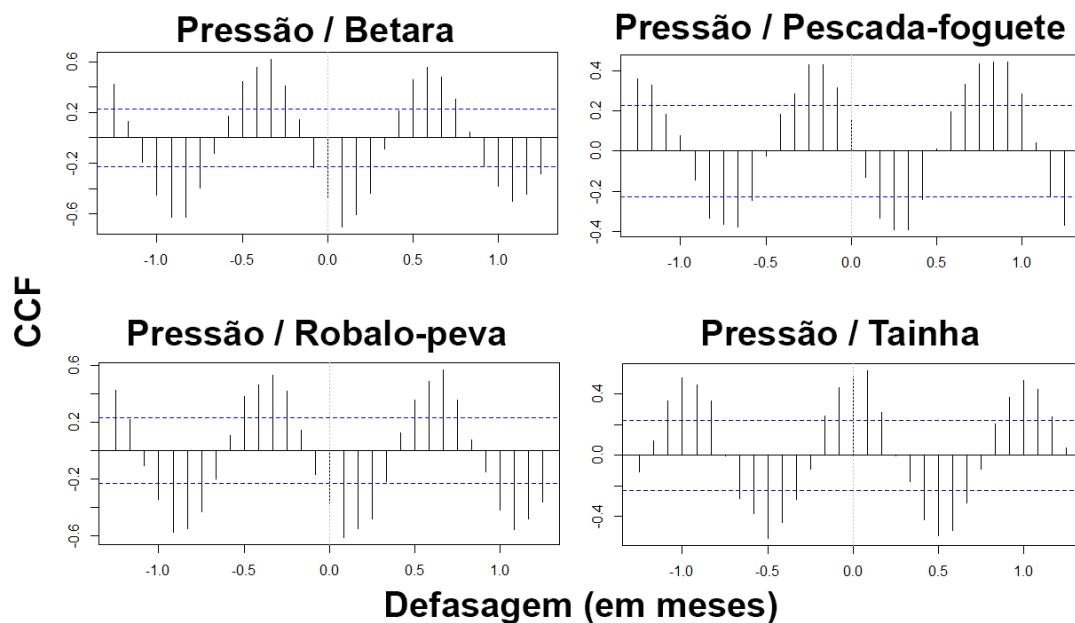 Pressão / Betara
Pressão / Pescada-foguete
0.6
0.2
-0.2
-0.6
-1.0 -0.5 0.0 0.5 1.0
0.4
0.2
0.0
-0.2
-0.4
-1.0 -0.5 0.0 0.5 1.0
CCF
Pressão / Robalo-peva
Pressão / Tainha
0.6
0.2
-0.2
-0.6
-1.0 -0.5 0.0 0.5 1.0
0.4
0.0
-0.4
-1.0 -0.5 0.0 0.5 1.0
Defasagem (em meses)